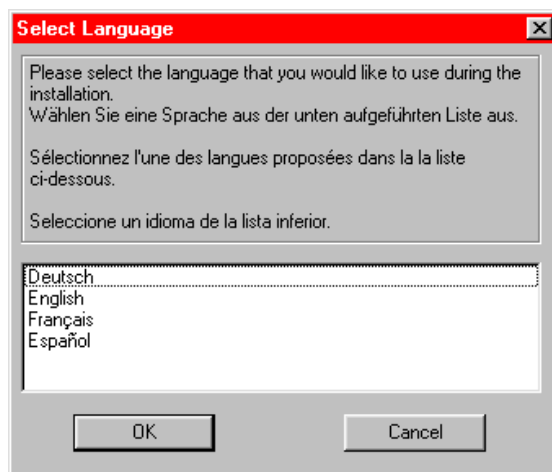 Select Language
Please select the language that you would like to use during the
installation.
Wählen Sie eine Sprache aus der unten aufgeführten Liste aus.
Sélectionnez l'une des langues proposées dans la la liste
ci-dessous.
Seleccione un idioma de la lista inferior.
Deutsch
English
Français
Español
OK
Cancel